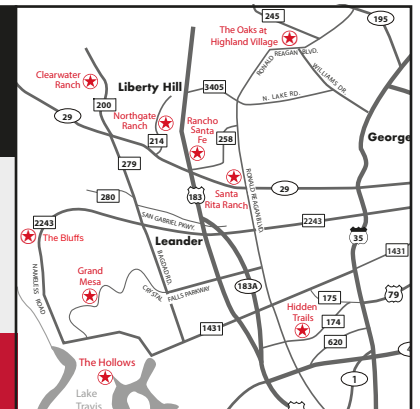 245
195
The Oaks at
Highland Village
RONALD REAGAN BLVD.
WILLIAMS DR.
Clearwater
Ranch
Liberty Hill
3405
N. LAKE RD.
200
29
Northgate
Ranch
Rancho
Santa
Fe
214
258
George
279
Santa
Rita Ranch
RONALD REAGAN BLVD.
29
280
183
2243
SAN GABRIEL PKWY.
2243
The Bluffs
Leander
35
1431
NAMELESS ROAD
BAGDAD RD.
Grand
Mesa
CRYSTAL FALLS PARKWAY
183A
175
79
Hidden
Trails
174
1431
620
4
The Hollows
1
Lake
Travis